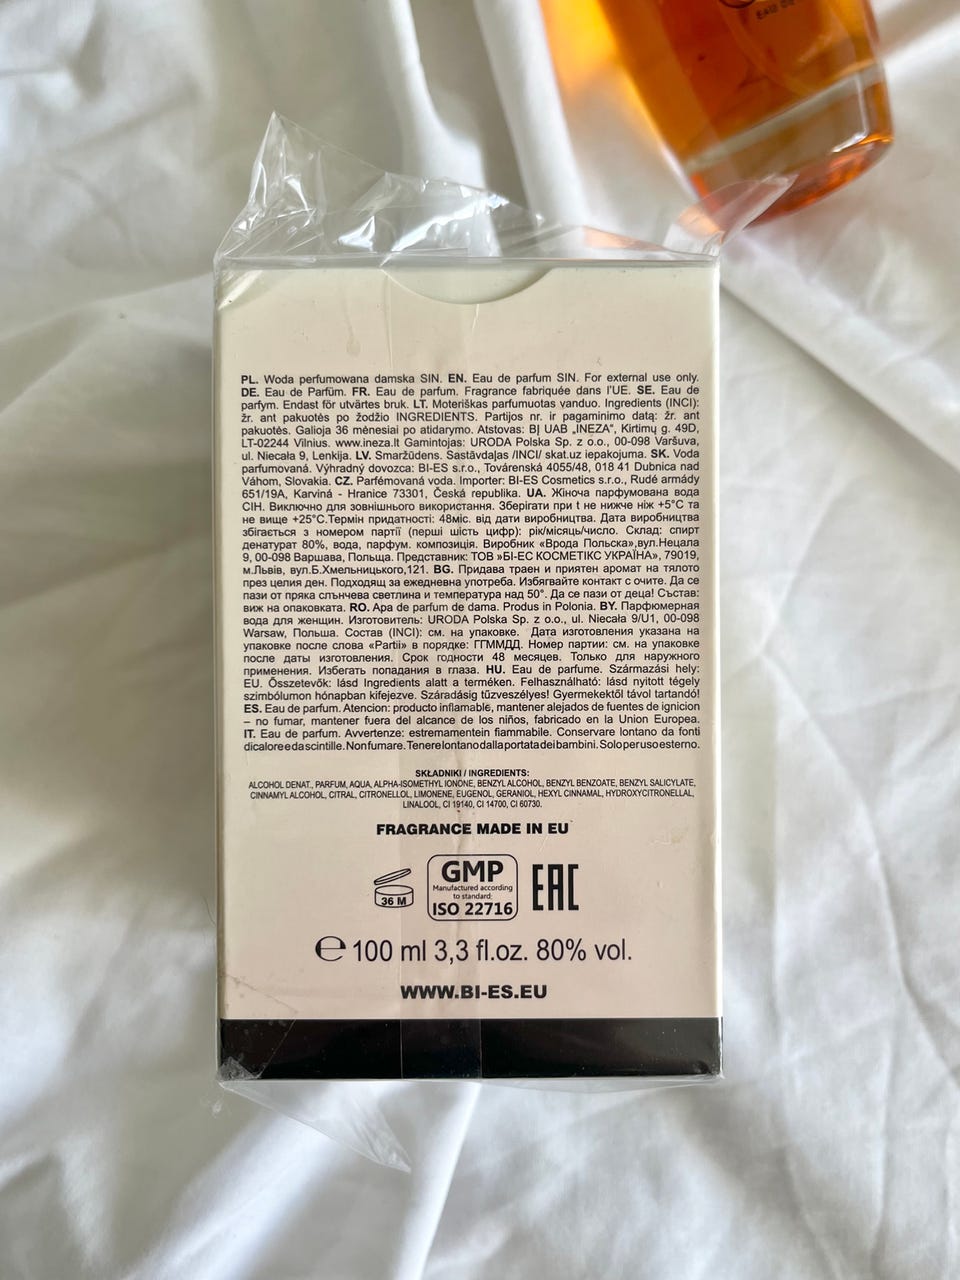 EAU DE
PL. Woda perfumowana damska SIN. EN. Eau de parfum SIN. For external use only.
DE. Eau de Parfüm. FR. Eau de parfum. Fragrance fabriquée dans l'UE. SE. Eau de
parfym. Endast för utvärtes bruk. LT. Moteriškas parfumuotas vanduo. Ingredients (INCI):
žr. ant pakuotės po žodžio INGREDIENTS. Partijos nr. ir pagaminimo datą: žr. ant
pakuotės. Galioja 36 mėnesiai po atidarymo. Atstovas: BĮ UAB „INEZA", Kirtimų g. 49D,
LT-02244 Vilnius. www.ineza.lt Gamintojas: URODA Polska Sp. z o.o., 00-098 Varšuva,
ul. Niecała 9, Lenkija. LV. Smaržūdens. Sastāvdaļas /INCI/ skat.uz iepakojuma. SK. Voda
parfumovaná. Výhradný dovozca: BI-ES s.r.o., Továrenská 4055/48, 018 41 Dubnica nad
Váhom, Slovakia. CZ. Parfémovaná voda. Importer: BI-ES Cosmetics s.r.o., Rudé armády
651/19A, Karviná - Hranice 73301, Česká republika. UA. Жіноча парфумована вода
СІН. Виключно для зовнішнього використання. Зберігати при t не нижче ніж +5°С та
не вище +25°С.Термін придатності: 48міс. від дати виробництва. Дата виробництва
збігається з номером партії (перші шість цифр): рік/місяць/число. Склад: спирт
денатурат 80%, вода, парфум. композиція. Виробник «Врода Польска»,вул.Нецала
9, 00-098 Варшава, Польща. Представник: ТОВ »БІ-ЕС КОСМЕТІКС УКРАЇНА», 79019,
м.Львів, вул.Б.Хмельницького,121. BG. Придава траен и приятен аромат на тялото
през целия ден. Подходящ за ежедневна употреба. Избягвайте контакт с очите. Да се
пази от пряка слънчева светлина и температура над 50°. Да се пази от деца! Състав:
виж на опаковката. RO. Apa de parfum de dama. Produs in Polonia. BY. Парфюмерная
вода для женщин. Изготовитель: URODA Polska Sp. z o.o., ul. Niecała 9/U1, 00-098
Warsaw, Польша. Состав (INCI): см. на упаковке. Дата изготовления указана на
упаковке после слова «Partii» в порядке: ГГММДД. Номер партии: см. на упаковке
после даты изготовления. Срок годности 48 месяцев. Только для наружного
применения. Избегать попадания в глаза. HU. Eau de parfume. Származási hely:
EU. Összetevők: lásd Ingredients alatt a terméken. Felhasználható: lásd nyitott tégely
szimbólumon hónapban kifejezve. Száradásig tűzveszélyes! Gyermekektől távol tartandó!
ES. Eau de parfum. Atencion: producto inflamable, mantener alejados de fuentes de ignicion
– no fumar, mantener fuera del alcance de los niños, fabricado en la Union Europea.
IT. Eau de parfum. Avvertenze: estremamentein fiammabile. Conservare lontano da fonti
dicaloreedascintille.Nonfumare.Tenerelontanodallaportatadeibambini.Soloperusoesterno.
SKŁADNIKI / INGREDIENTS:
ALCOHOL DENAT., PARFUM, AQUA, ALPHA-ISOMETHYL IONONE, BENZYL ALCOHOL, BENZYL BENZOATE, BENZYL SALICYLATE,
CINNAMYL ALCOHOL, CITRAL, CITRONELLOL, LIMONENE, EUGENOL, GERANIOL, HEXYL CINNAMAL, HYDROXYCITRONELLAL,
LINALOOL, CI 19140, CI 14700, CI 60730.
FRAGRANCE MADE IN EU
36 M
GMP
Manufactured according
to standard:
ISO 22716
EAC
℮ 100 ml 3,3 fl.oz. 80% vol.
WWW.BI-ES.EU